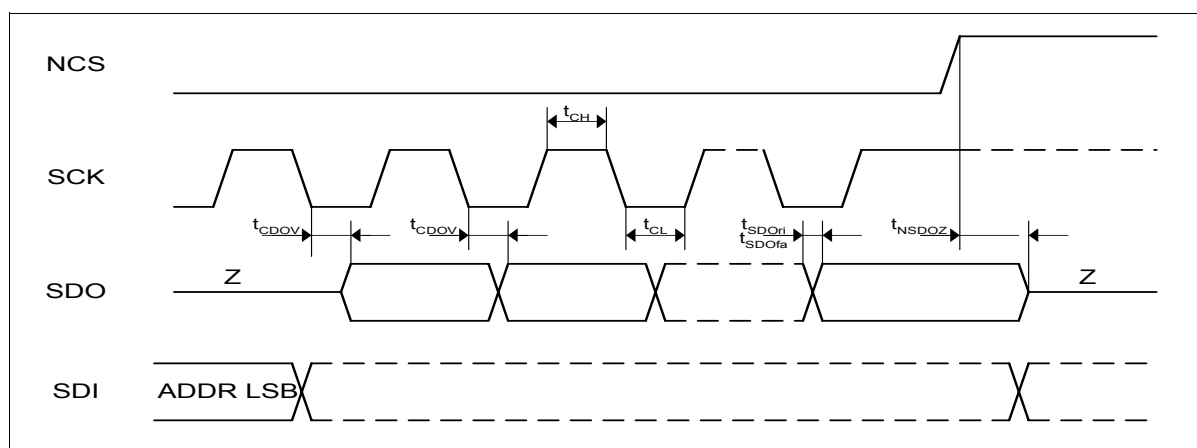 NCS
t_CH
SCK
t_CDOV
t_CDOV
t_CL
t_SDOri
t_SDOfa
t_NSDOZ
SDO
Z
Z
SDI
ADDR LSB